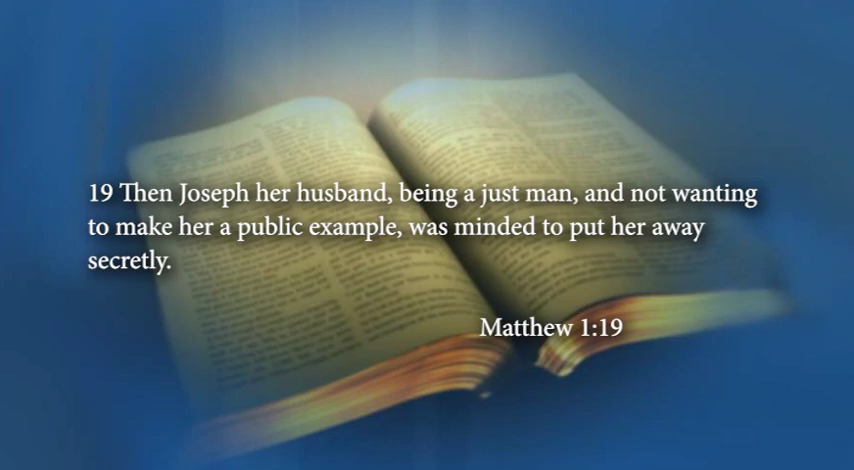 19 Then Joseph her husband, being a just man, and not wanting
to make her a public example, was minded to put her away
secretly.
Matthew 1:19